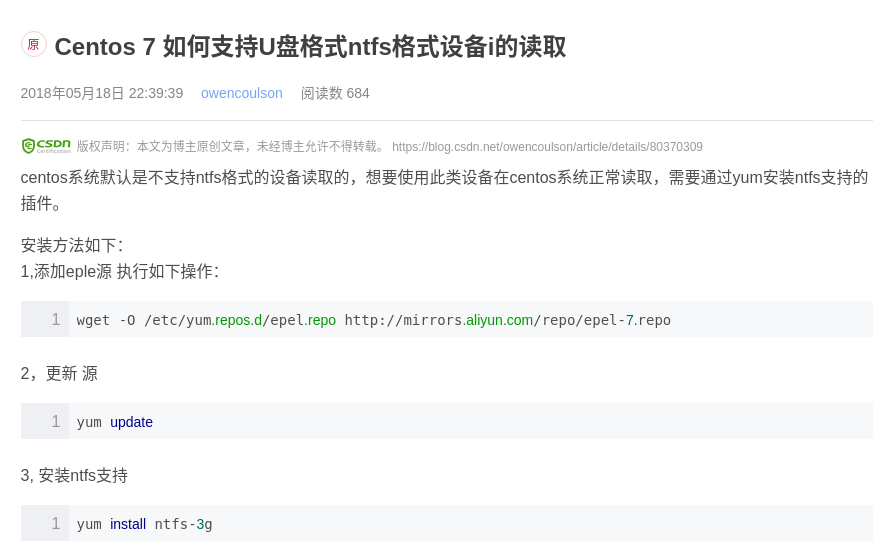 原 Centos 7 如何支持U盘格式ntfs格式设备i的读取
2018年05月18日 22:39:39 owencoulson 阅读数 684
CSDN Certification 版权声明：本文为博主原创文章，未经博主允许不得转载。 https://blog.csdn.net/owencoulson/article/details/80370309
centos系统默认是不支持ntfs格式的设备读取的，想要使用此类设备在centos系统正常读取，需要通过yum安装ntfs支持的
插件。
安装方法如下：
1,添加eple源 执行如下操作：
1 wget -O /etc/yum.repos.d/epel.repo http://mirrors.aliyun.com/repo/epel-7.repo
2，更新 源
1 yum update
3, 安装ntfs支持
1 yum install ntfs-3g